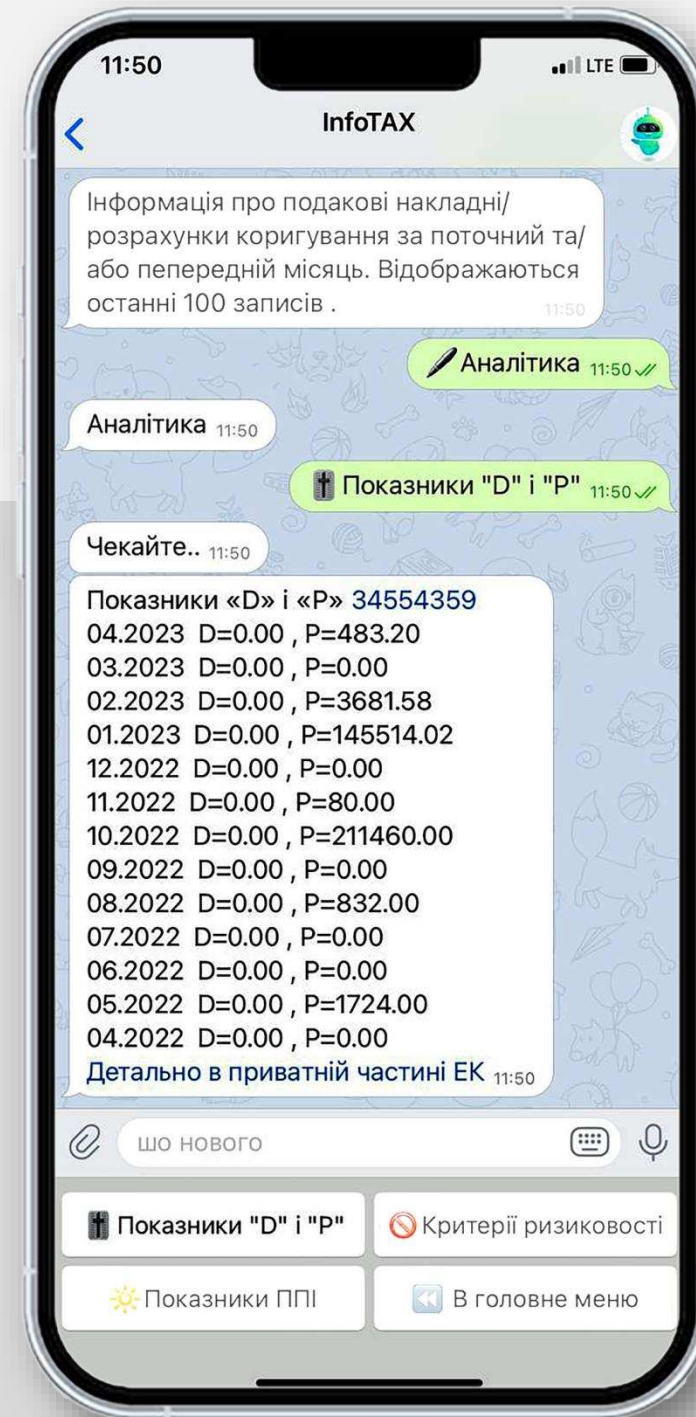 11:50
LTE
InfoTAX
Інформація про подакові накладні/
розрахунки коригування за поточний та/
або пепередній місяць. Відображаються
останні 100 записів .
11:50
Аналітика 11:50
Аналітика 11:50
Показники "D" і "P" 11:50
Чекайте.. 11:50
Показники «D» і «P» 34554359
04.2023 D=0.00 , P=483.20
03.2023 D=0.00 , P=0.00
02.2023 D=0.00 , P=3681.58
01.2023 D=0.00 , P=145514.02
12.2022 D=0.00 , P=0.00
11.2022 D=0.00 , P=80.00
10.2022 D=0.00 , P=211460.00
09.2022 D=0.00 , P=0.00
08.2022 D=0.00 , P=832.00
07.2022 D=0.00 , P=0.00
06.2022 D=0.00 , P=0.00
05.2022 D=0.00 , P=1724.00
04.2022 D=0.00 , P=0.00
Детально в приватній частині ЕК 11:50
шо нового
Показники "D" і "P"
Критерії ризиковості
Показники ППІ
В головне меню